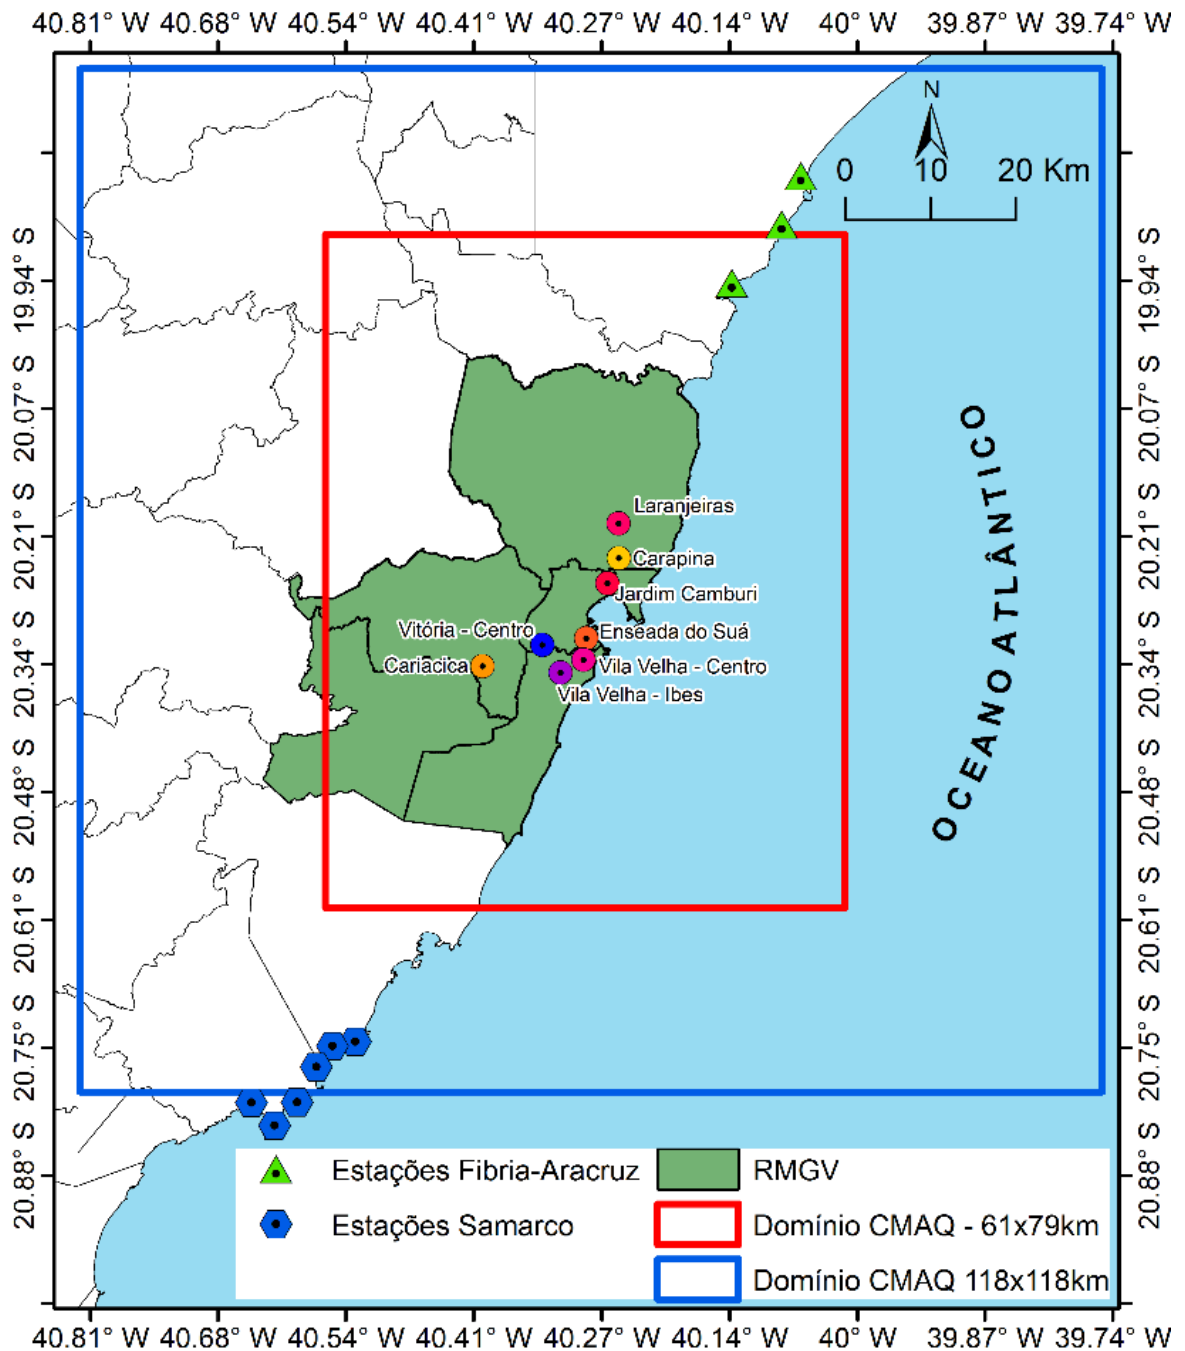 40.81° W 40.68° W 40.54° W 40.41° W 40.27° W 40.14° W 40° W 39.87° W 39.74° W
N
0 10 20 Km
19.94° S 19.94° S
20.07° S 20.07° S
20.21° S 20.21° S
20.34° S 20.34° S
20.48° S 20.48° S
20.61° S 20.61° S
20.75° S 20.75° S
20.88° S 20.88° S
OCEANO ATLÂNTICO
Laranjeiras
Carapina
Jardim Camburi
Vitória - Centro
Enseada do Suá
Cariacica
Vila Velha - Centro
Vila Velha - Ibes
Estações Fibria-Aracruz
RMGV
Estações Samarco
Domínio CMAQ - 61x79km
Domínio CMAQ 118x118km
40.81° W 40.68° W 40.54° W 40.41° W 40.27° W 40.14° W 40° W 39.87° W 39.74° W